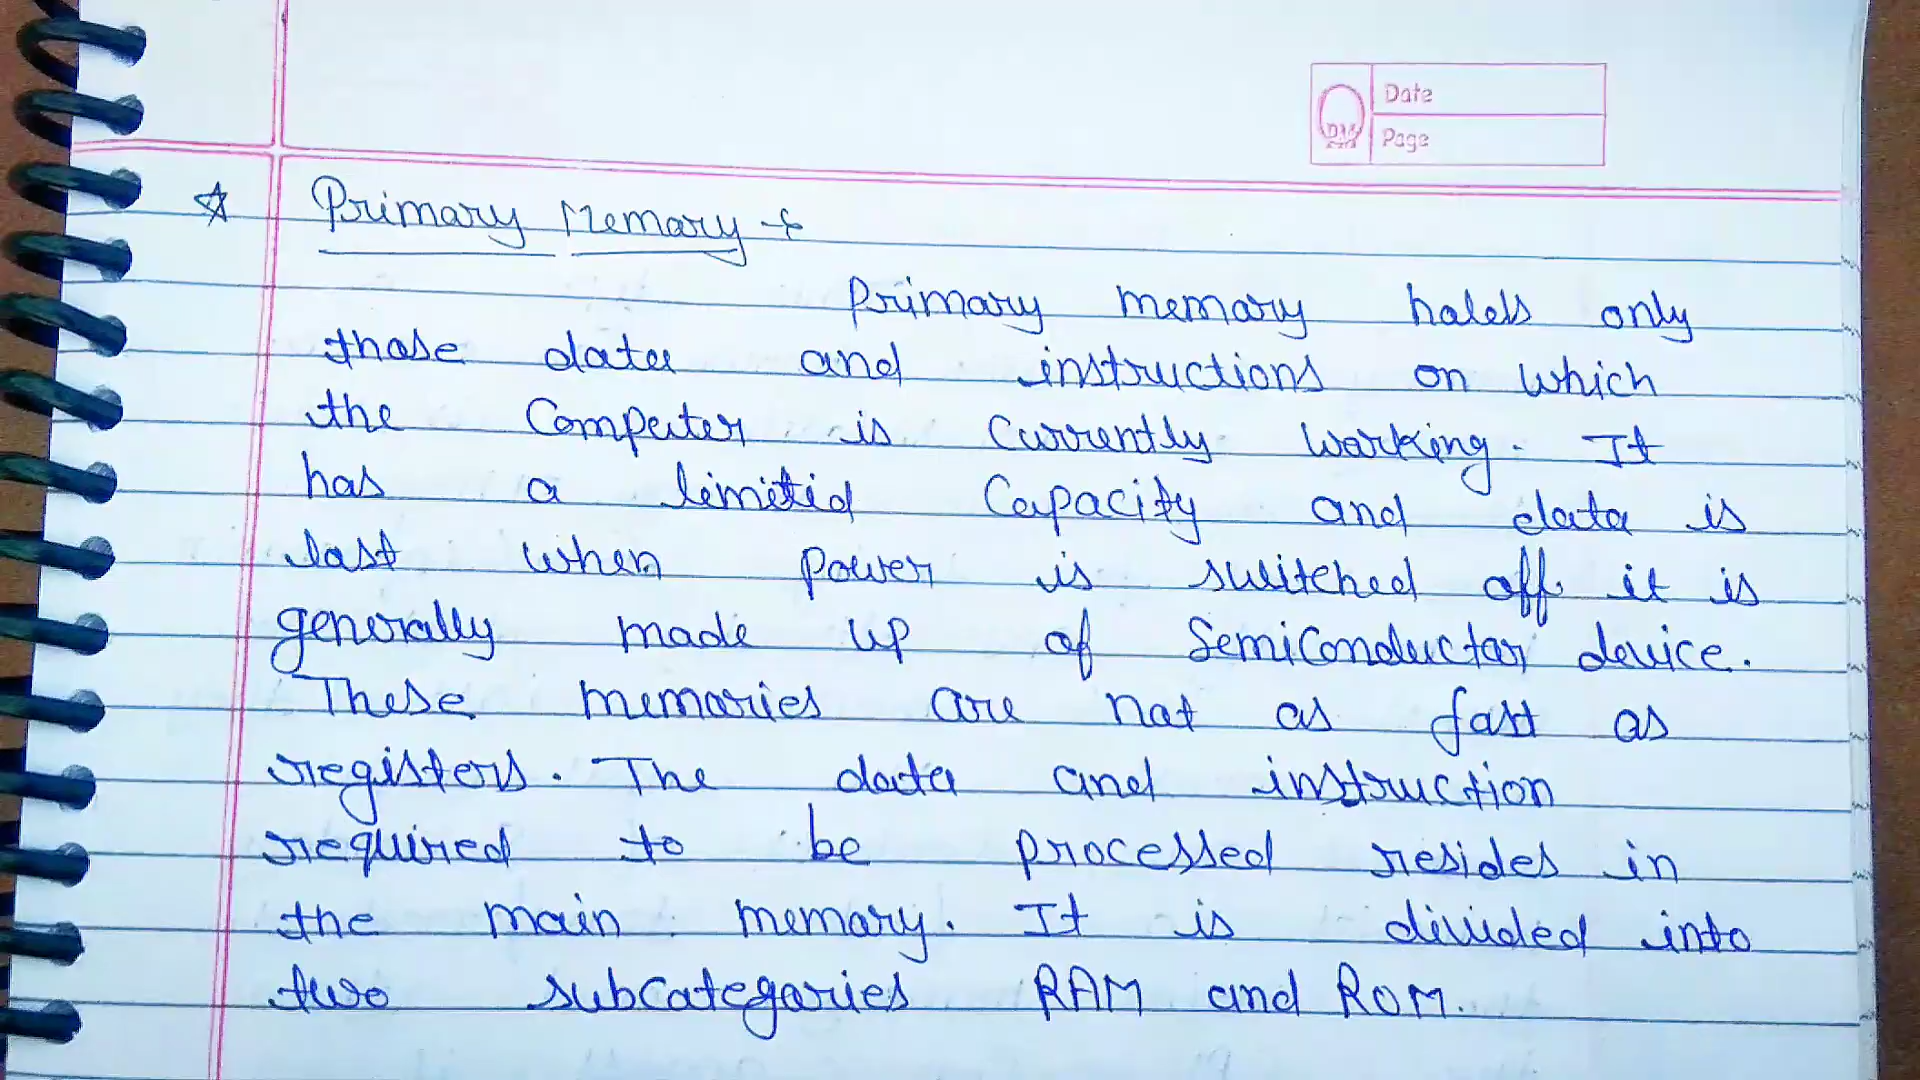 Date
Page
☆ Primary Memory :-
Primary memory holds only
those data and instructions on which
the Computer is Currently working. It
has a limitid Capacity and data is
last when power is switched off it is
generally made up of Semiconductor device.
These memories are not as fast as
registers. The data and instruction
required to be processed resides in
the main memory. It is divided into
two subcategories RAM and ROM.